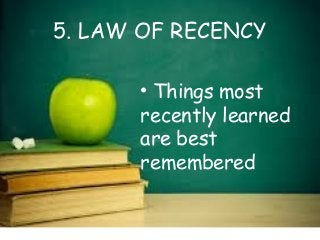 5. LAW OF RECENCY
• Things most
recently learned
are best
remembered